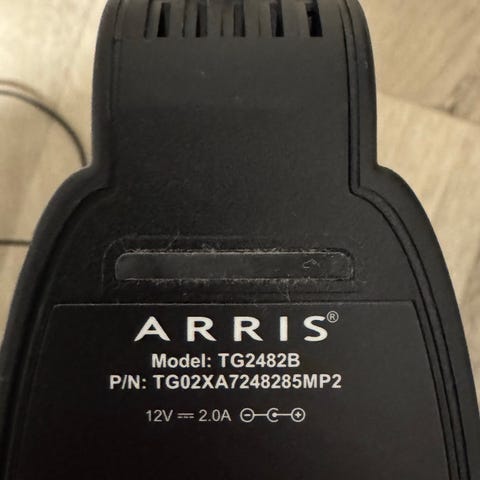 ARRIS®
Model: TG2482B
P/N: TG02XA7248285MP2
12V ⎓ 2.0A